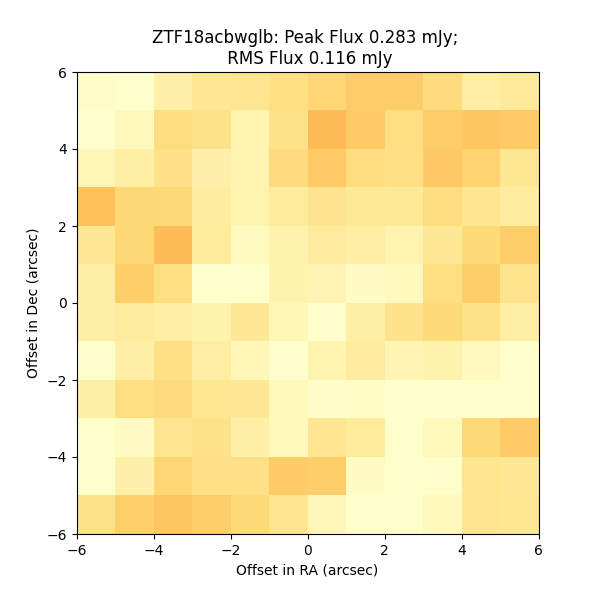 ZTF18acbwglb: Peak Flux 0.283 mJy;
RMS Flux 0.116 mJy
6
4
2
0
−2
−4
−6
Offset in Dec (arcsec)
−6 −4 −2 0 2 4 6
Offset in RA (arcsec)